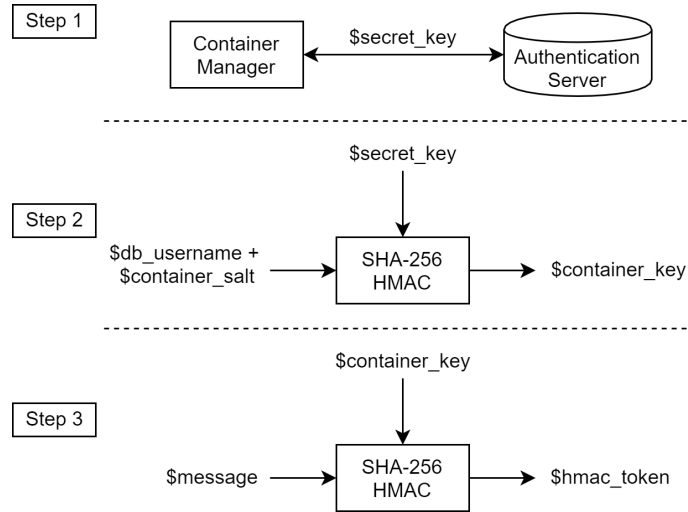 Step 1
Container
Manager
$secret_key
Authentication
Server
$secret_key
Step 2
$db_username +
$container_salt
SHA-256
HMAC
$container_key
$container_key
Step 3
$message
SHA-256
HMAC
$hmac_token